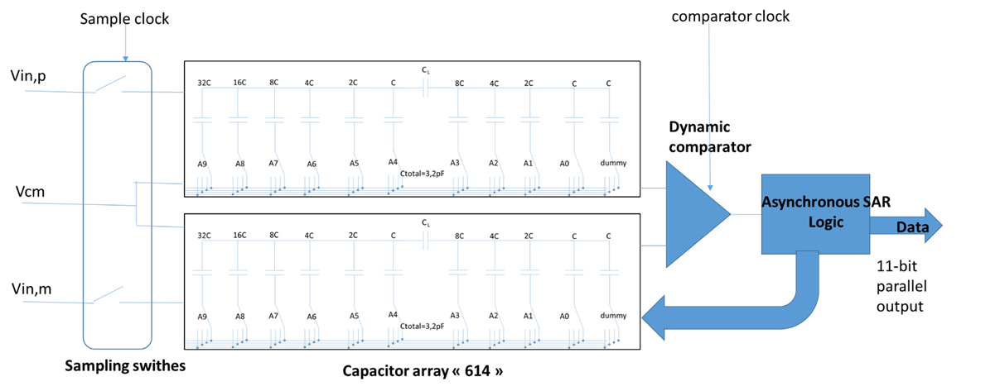 Sample clock
comparator clock
Vin,p
Vcm
Vin,m
C_L
32C 16C 8C 4C 2C C 8C 4C 2C C C
A9 A8 A7 A6 A5 A4 A3 A2 A1 A0 dummy
Ctotal=3,2pF
C_L
32C 16C 8C 4C 2C C 8C 4C 2C C C
A9 A8 A7 A6 A5 A4 A3 A2 A1 A0 dummy
Ctotal=3,2pF
Dynamic
comparator
Asynchronous SAR
Logic
Data
11-bit
parallel
output
Sampling swithes
Capacitor array « 614 »